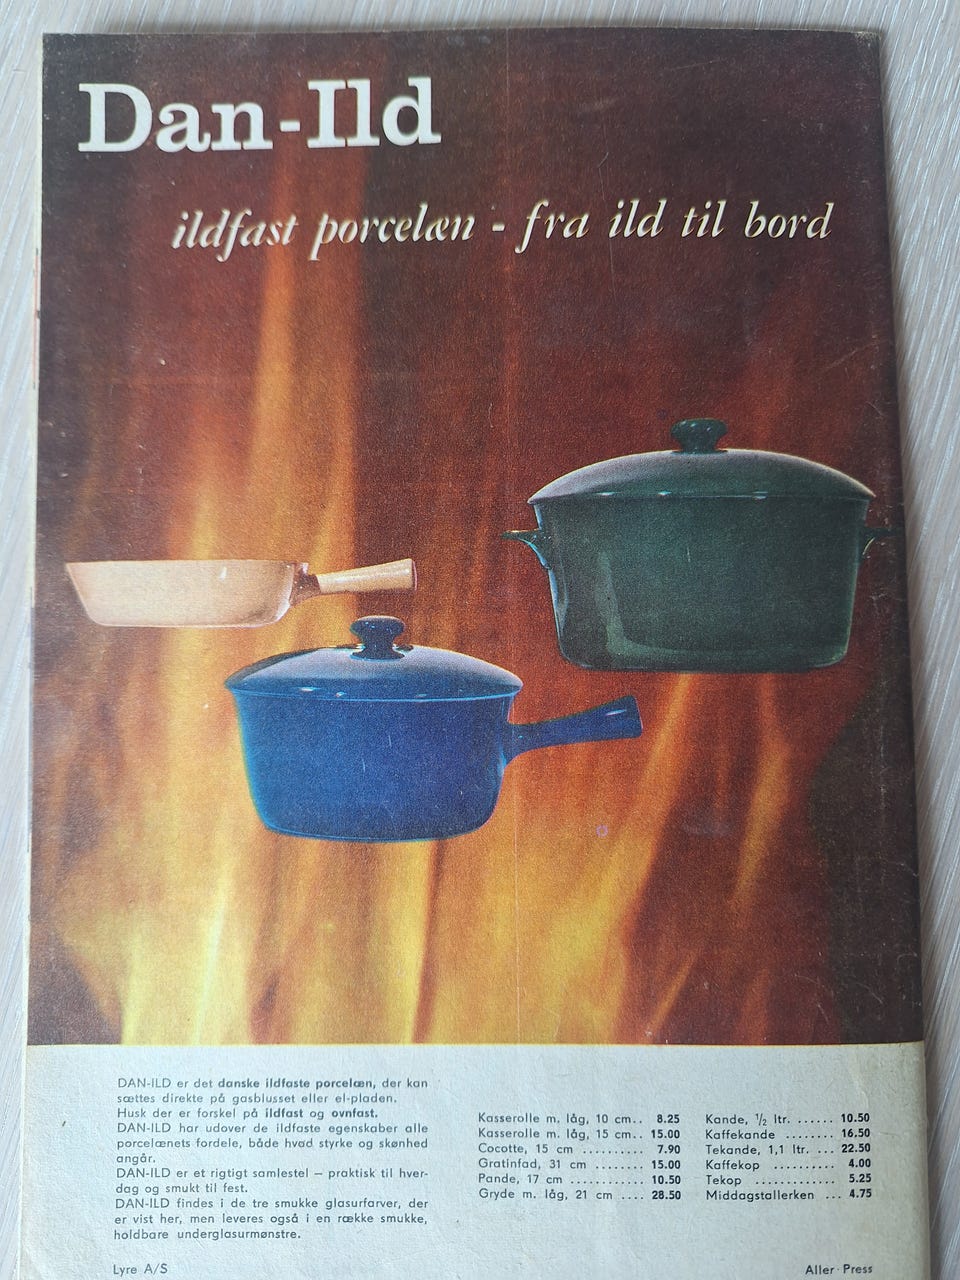 Dan-Ild
ildfast porcelæn - fra ild til bord
DAN-ILD er det danske ildfaste porcelæn, der kan
sættes direkte på gasblusset eller el-pladen.
Husk der er forskel på ildfast og ovnfast.
DAN-ILD har udover de ildfaste egenskaber alle
porcelænets fordele, både hvad styrke og skønhed
angår.
DAN-ILD er et rigtigt samlestel – praktisk til hver-
dag og smukt til fest.
DAN-ILD findes i de tre smukke glasurfarver, der
er vist her, men leveres også i en række smukke,
holdbare underglasurmønstre.
Kasserolle m. låg, 10 cm.. 8.25
Kasserolle m. låg, 15 cm.. 15.00
Cocotte, 15 cm .......... 7.90
Gratinfad, 31 cm ........ 15.00
Pande, 17 cm ............ 10.50
Gryde m. låg, 21 cm .... 28.50
Kande, 1/2 ltr. ...... 10.50
Kaffekande ........ 16.50
Tekande, 1,1 ltr. ... 22.50
Kaffekop .......... 4.00
Tekop ............. 5.25
Middagstallerken ... 4.75
Lyre A/S
Aller-Press